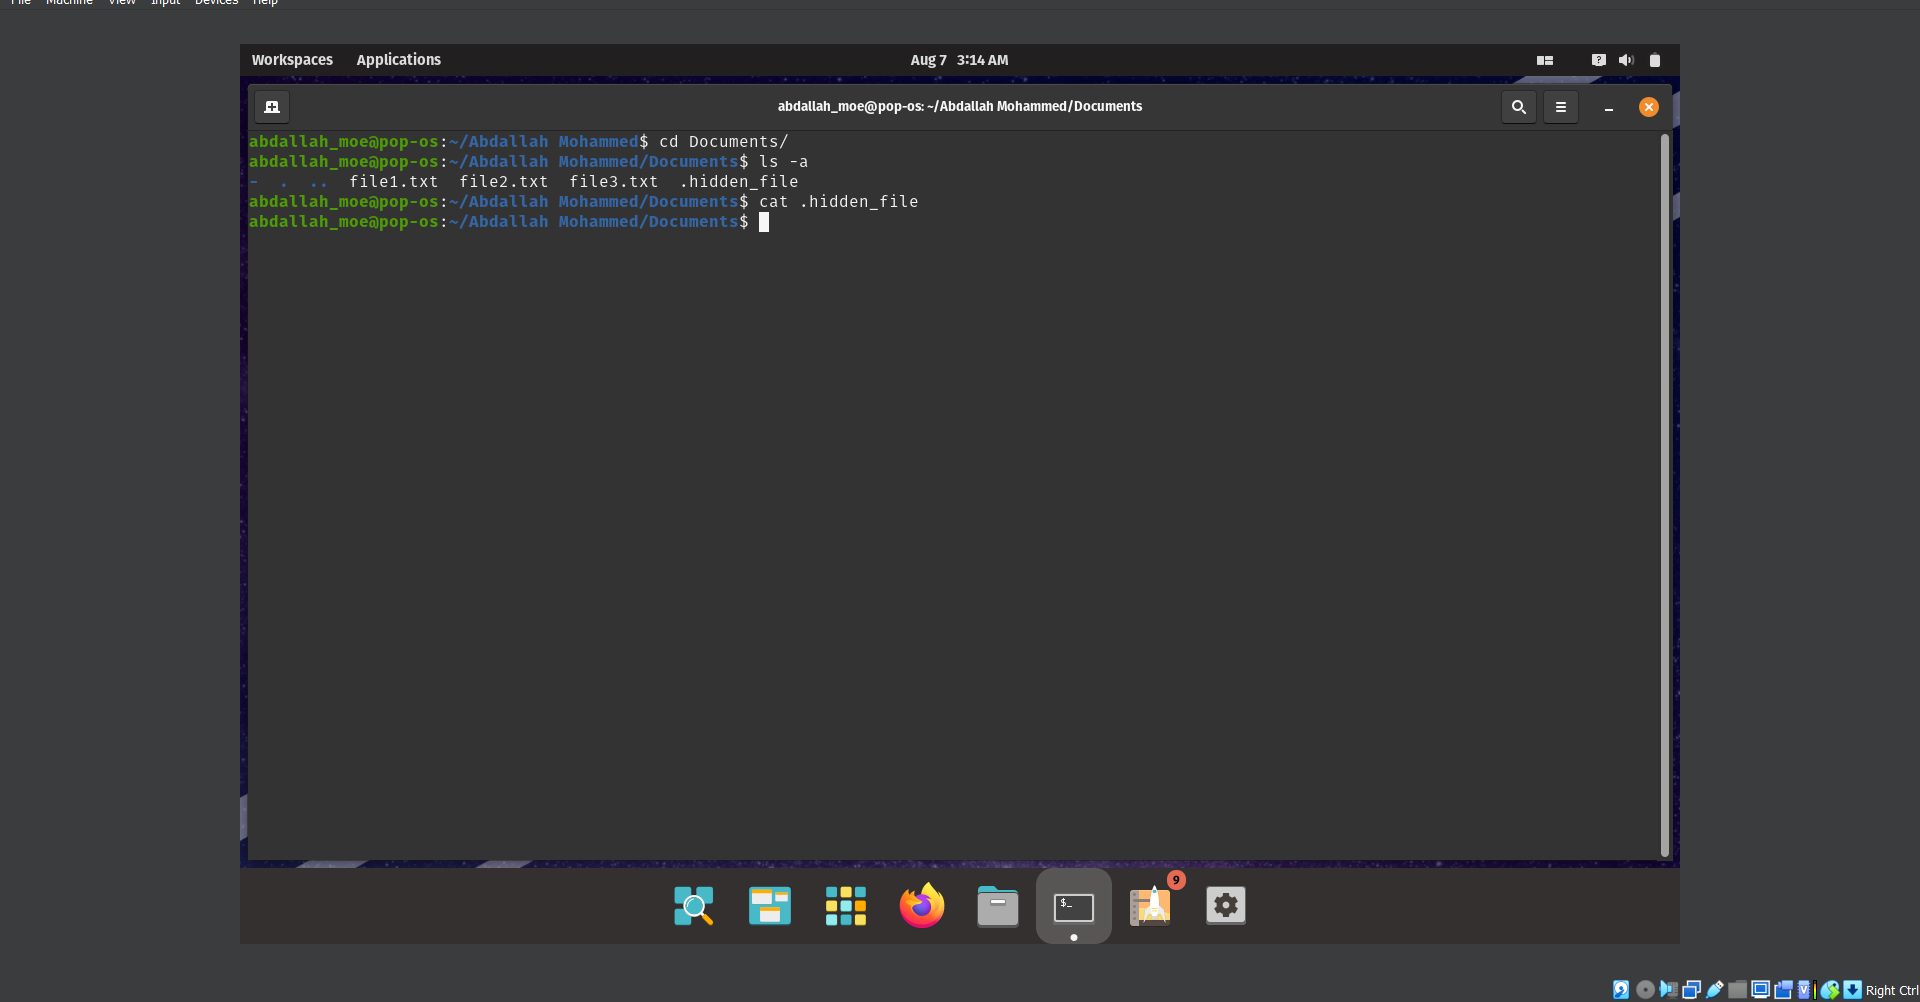 File Machine View Input Devices Help
Workspaces Applications Aug 7 3:14 AM
abdallah_moe@pop-os: ~/Abdallah Mohammed/Documents
abdallah_moe@pop-os:~/Abdallah Mohammed$ cd Documents/
abdallah_moe@pop-os:~/Abdallah Mohammed/Documents$ ls -a
- . .. file1.txt file2.txt file3.txt .hidden_file
abdallah_moe@pop-os:~/Abdallah Mohammed/Documents$ cat .hidden_file
abdallah_moe@pop-os:~/Abdallah Mohammed/Documents$
$_
9
Right Ctrl